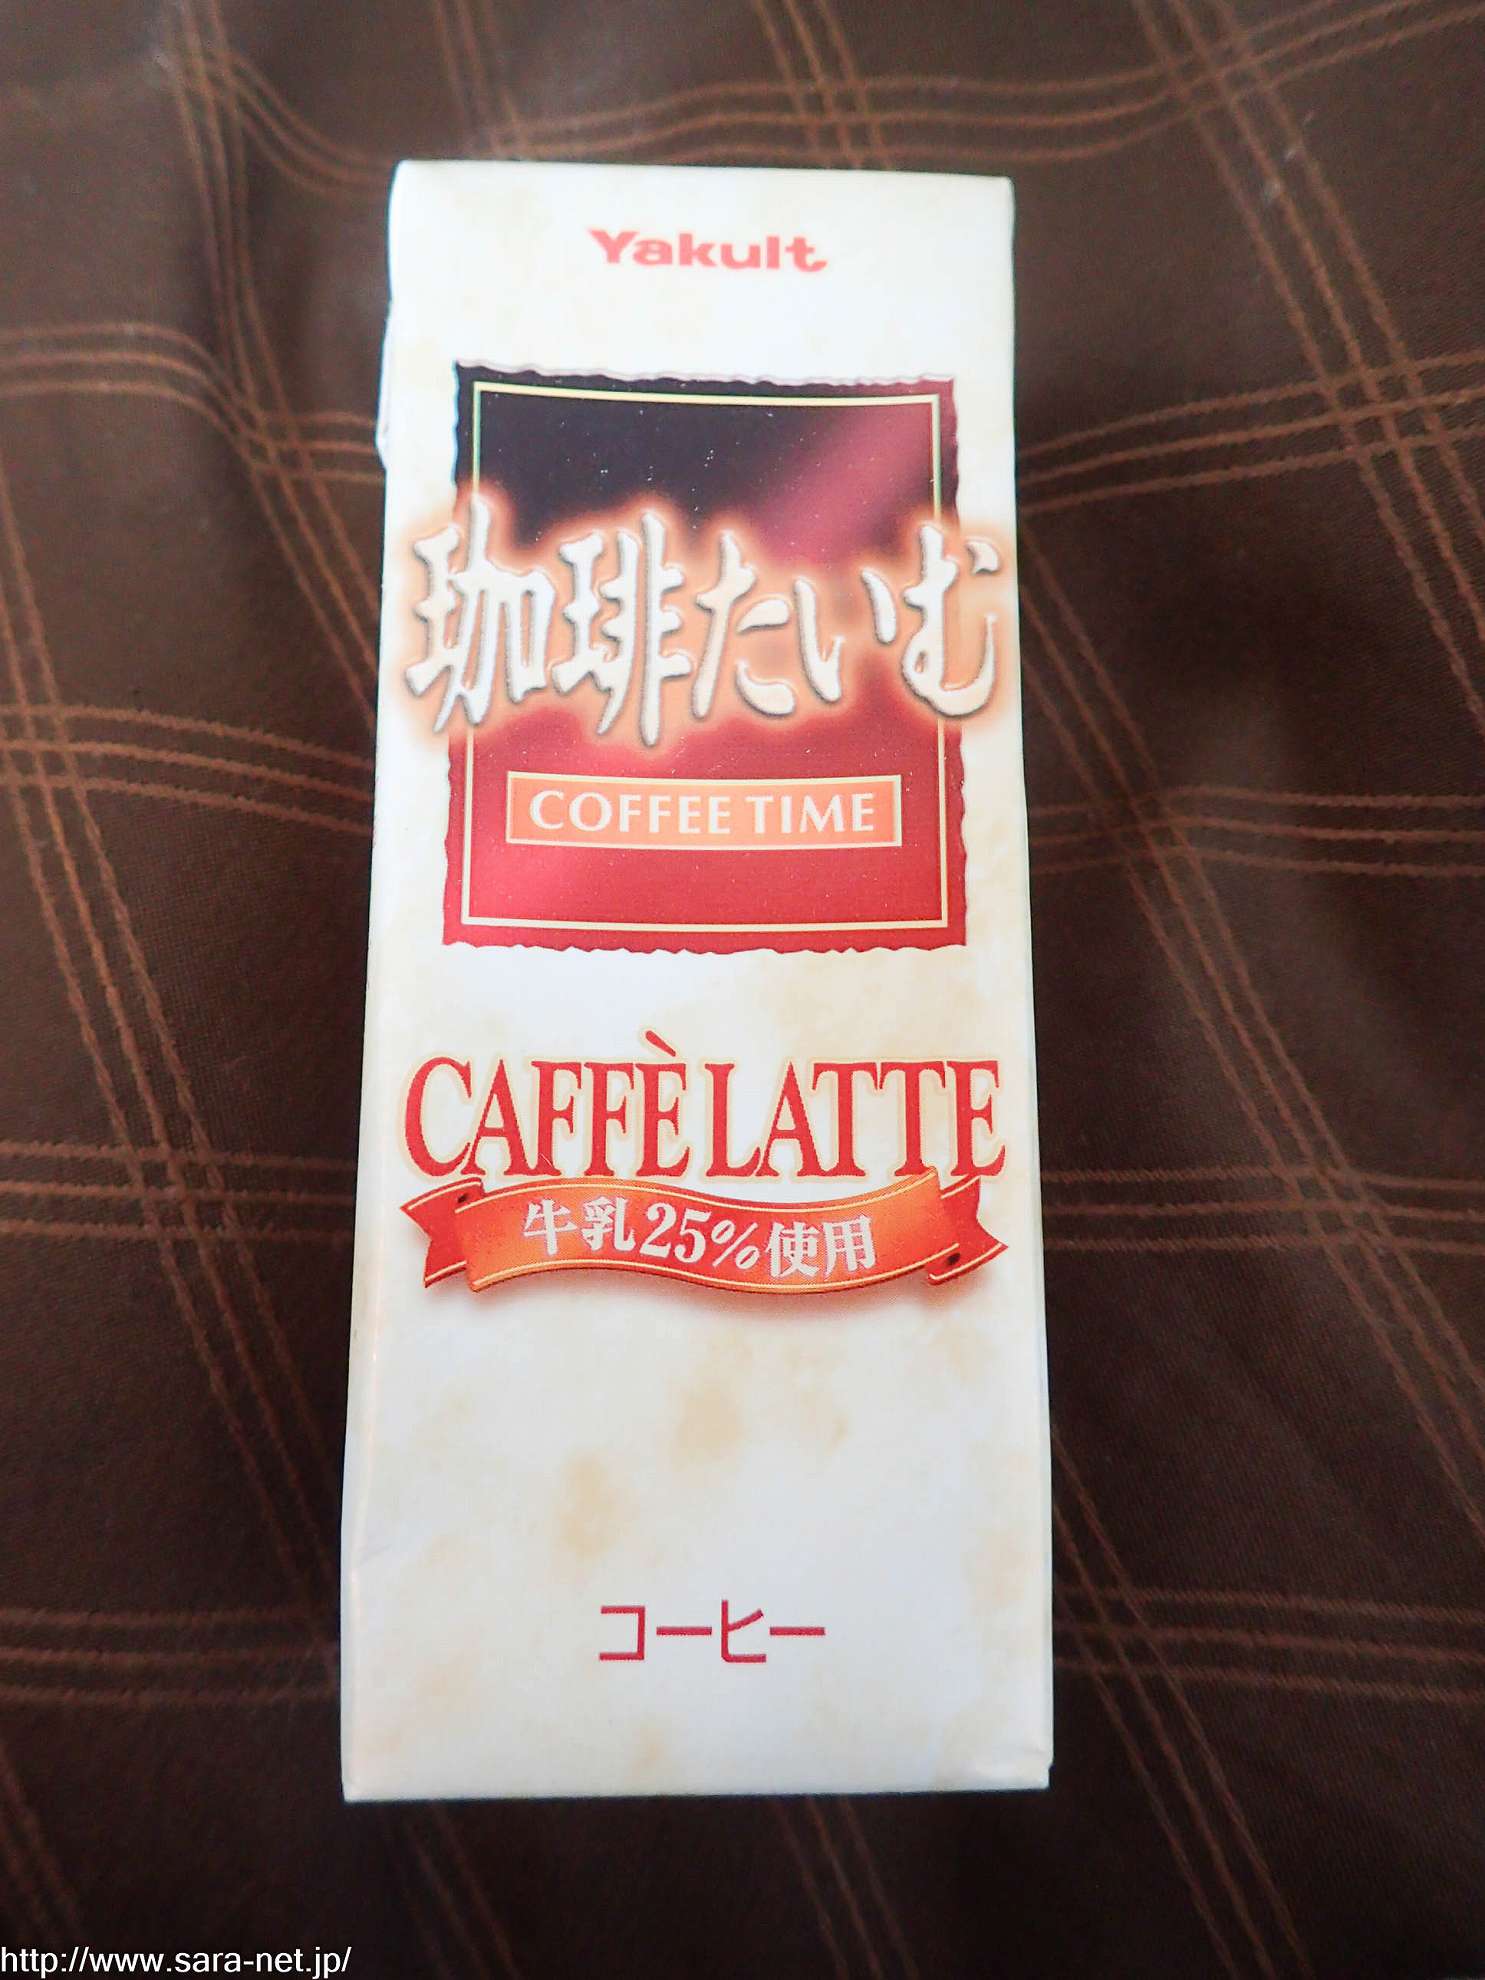 Yakult
珈琲たいむ
COFFEE TIME
CAFFÈ LATTE
牛乳25%使用
コーヒー
http://www.sara-net.jp/